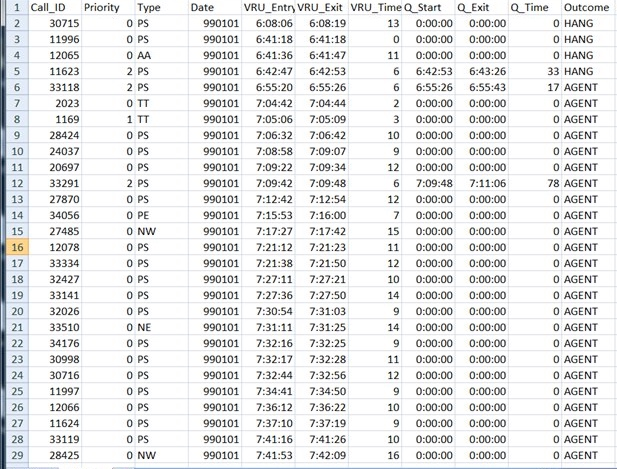 1 Call_ID Priority Type Date VRU_Entry VRU_Exit VRU_Time Q_Start Q_Exit Q_Time Outcome
2 30715 0 PS 990101 6:08:06 6:08:19 13 0:00:00 0:00:00 0 HANG
3 11996 0 PS 990101 6:41:18 6:41:18 0 0:00:00 0:00:00 0 HANG
4 12065 0 AA 990101 6:41:36 6:41:47 11 0:00:00 0:00:00 0 HANG
5 11623 2 PS 990101 6:42:47 6:42:53 6 6:42:53 6:43:26 33 HANG
6 33118 2 PS 990101 6:55:20 6:55:26 6 6:55:26 6:55:43 17 AGENT
7 2023 0 TT 990101 7:04:42 7:04:44 2 0:00:00 0:00:00 0 AGENT
8 1169 1 TT 990101 7:05:06 7:05:09 3 0:00:00 0:00:00 0 AGENT
9 28424 0 PS 990101 7:06:32 7:06:42 10 0:00:00 0:00:00 0 AGENT
10 24037 0 PS 990101 7:08:58 7:09:07 9 0:00:00 0:00:00 0 AGENT
11 20697 0 PS 990101 7:09:22 7:09:34 12 0:00:00 0:00:00 0 AGENT
12 33291 2 PS 990101 7:09:42 7:09:48 6 7:09:48 7:11:06 78 AGENT
13 27870 0 PS 990101 7:12:42 7:12:54 12 0:00:00 0:00:00 0 AGENT
14 34056 0 PE 990101 7:15:53 7:16:00 7 0:00:00 0:00:00 0 AGENT
15 27485 0 NW 990101 7:17:27 7:17:42 15 0:00:00 0:00:00 0 AGENT
16 12078 0 PS 990101 7:21:12 7:21:23 11 0:00:00 0:00:00 0 AGENT
17 33334 0 PS 990101 7:21:38 7:21:50 12 0:00:00 0:00:00 0 AGENT
18 32427 0 PS 990101 7:27:11 7:27:21 10 0:00:00 0:00:00 0 AGENT
19 33141 0 PS 990101 7:27:36 7:27:50 14 0:00:00 0:00:00 0 AGENT
20 32026 0 PS 990101 7:30:54 7:31:03 9 0:00:00 0:00:00 0 AGENT
21 33510 0 NE 990101 7:31:11 7:31:25 14 0:00:00 0:00:00 0 AGENT
22 34176 0 PS 990101 7:32:16 7:32:25 9 0:00:00 0:00:00 0 AGENT
23 30998 0 PS 990101 7:32:17 7:32:28 11 0:00:00 0:00:00 0 AGENT
24 30716 0 PS 990101 7:32:44 7:32:56 12 0:00:00 0:00:00 0 AGENT
25 11997 0 PS 990101 7:34:41 7:34:50 9 0:00:00 0:00:00 0 AGENT
26 12066 0 PS 990101 7:36:12 7:36:22 10 0:00:00 0:00:00 0 AGENT
27 11624 0 PS 990101 7:37:10 7:37:19 9 0:00:00 0:00:00 0 AGENT
28 33119 0 PS 990101 7:41:16 7:41:26 10 0:00:00 0:00:00 0 AGENT
29 28425 0 NW 990101 7:41:53 7:42:09 16 0:00:00 0:00:00 0 AGENT